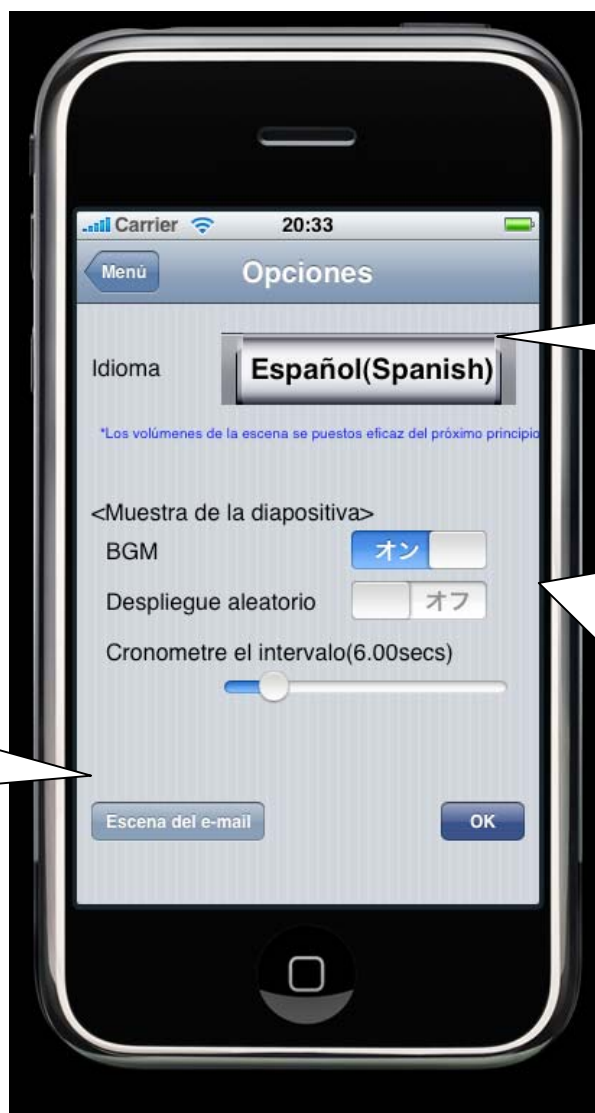 Carrier 20:33
Menú Opciones
Idioma Español(Spanish)
*Los volúmenes de la escena se puestos eficaz del próximo principio
<Muestra de la diapositiva>
BGM オン
Despliegue aleatorio オフ
Cronometre el intervalo(6.00secs)
Escena del e-mail OK